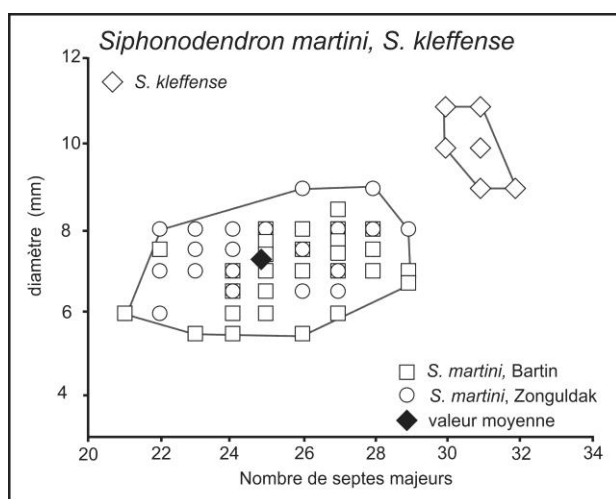 Siphonodendron martini, S. kleffense
S. kleffense
12
10
8
6
4
diamètre (mm)
S. martini, Bartin
S. martini, Zonguldak
valeur moyenne
20 22 24 26 28 30 32 34
Nombre de septes majeurs